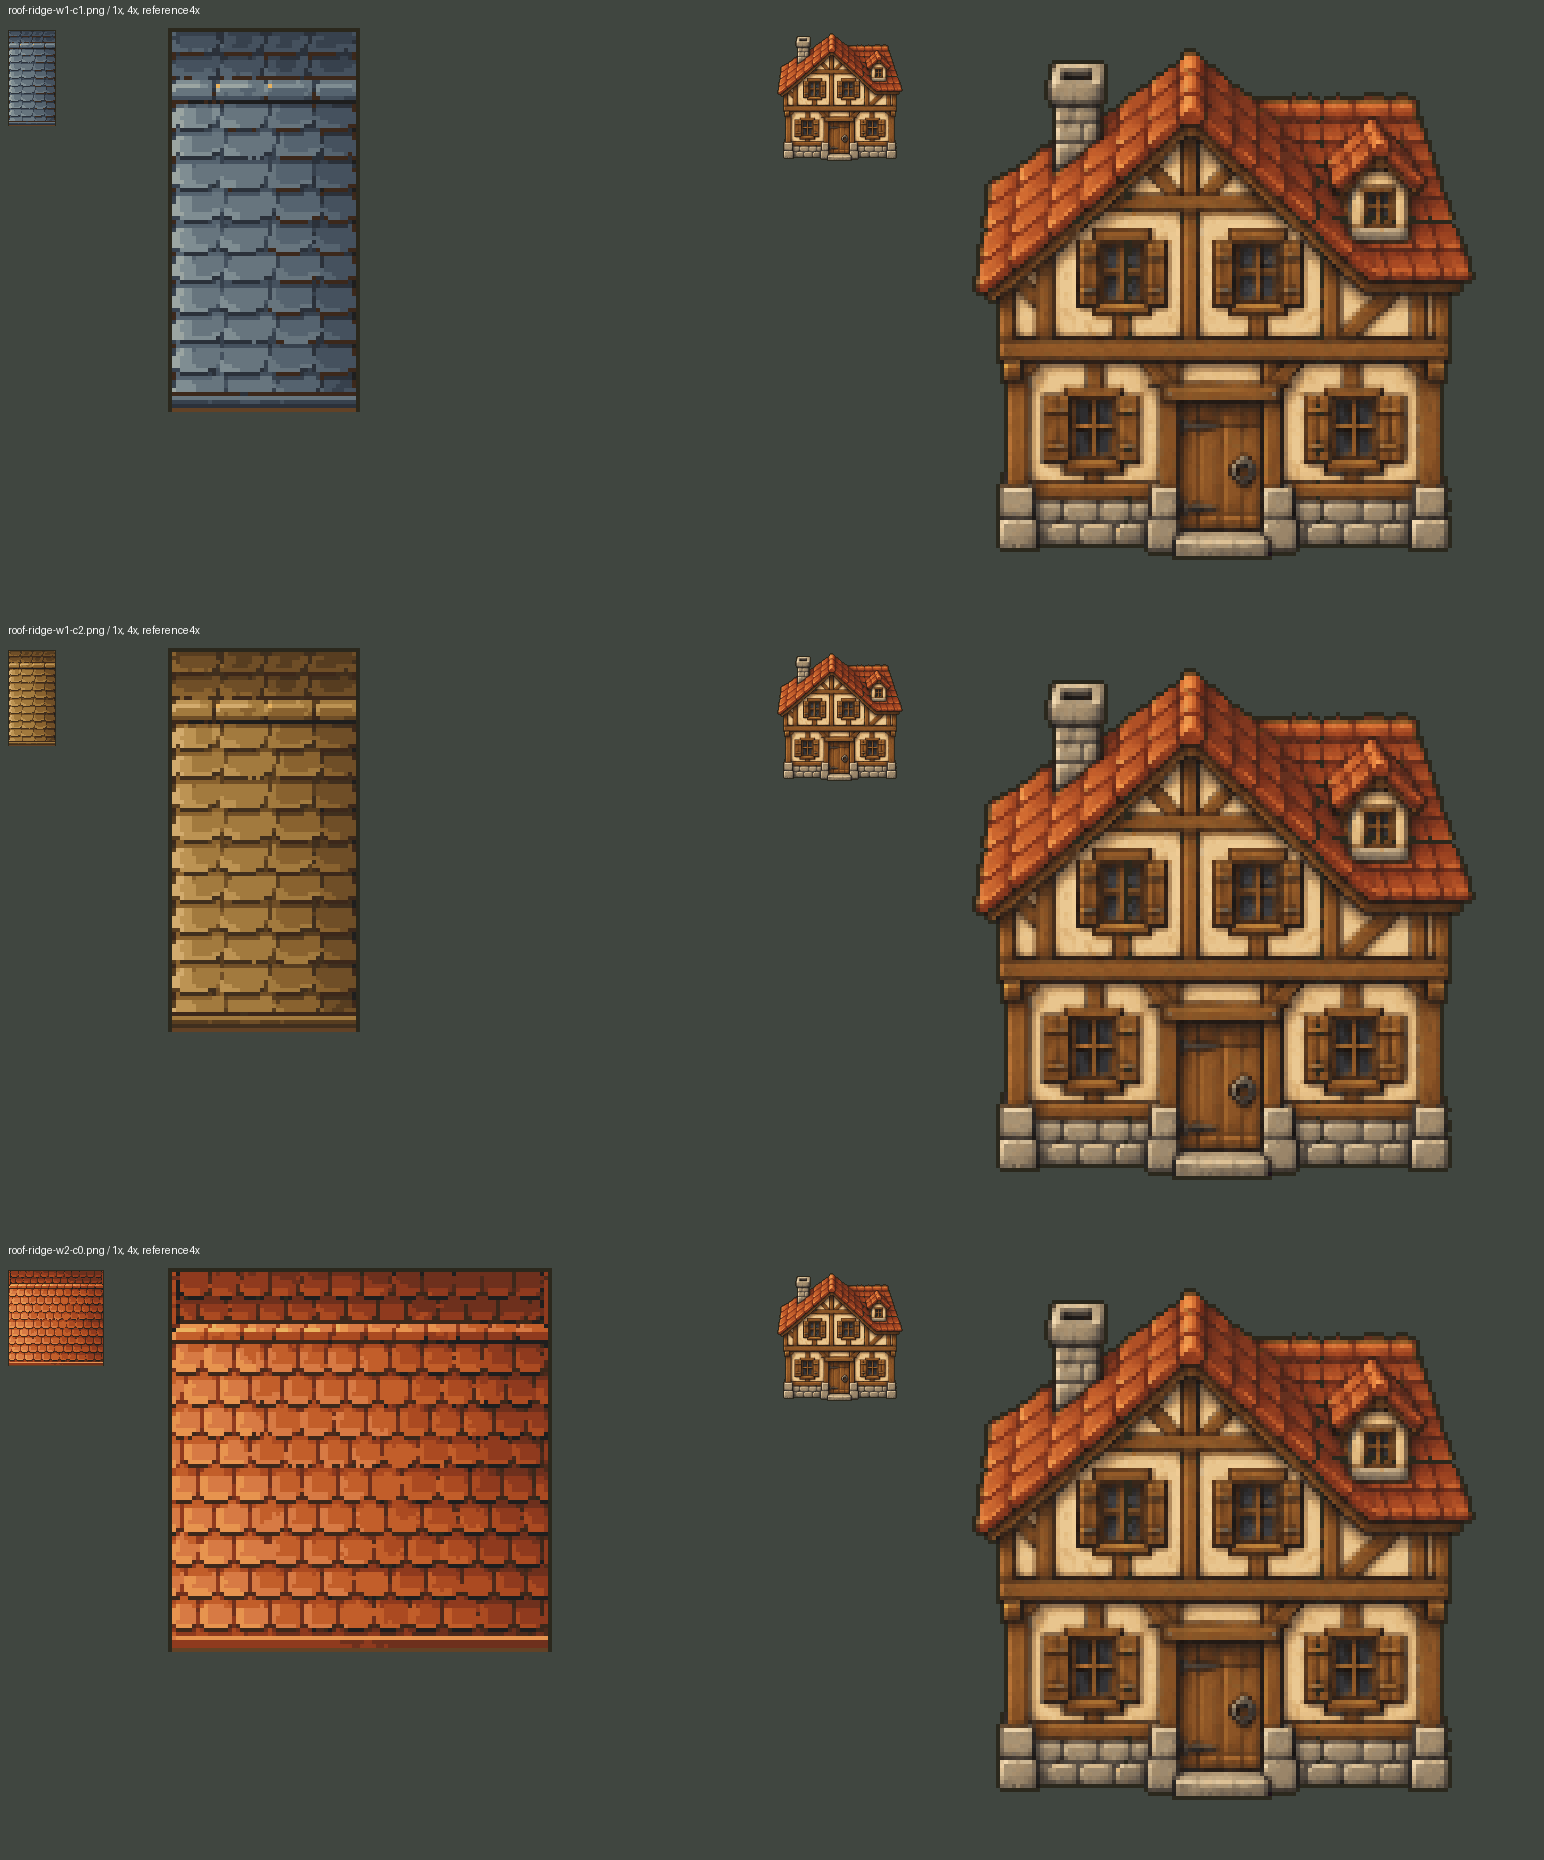 roof-ridge-w1-c1.png / 1x, 4x, reference4x
roof-ridge-w1-c2.png / 1x, 4x, reference4x
roof-ridge-w2-c0.png / 1x, 4x, reference4x